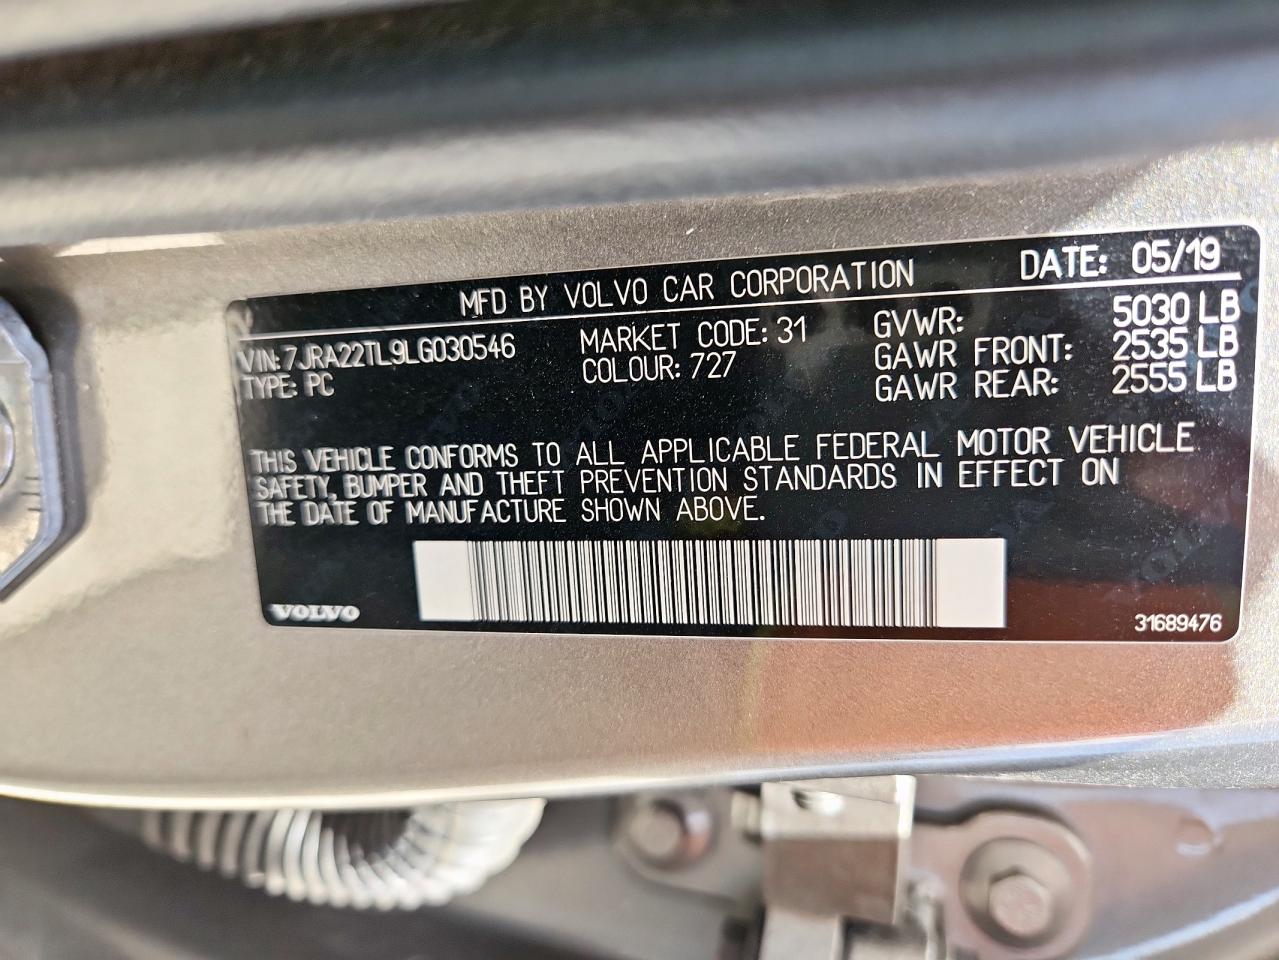 MFD BY VOLVO CAR CORPORATION DATE: 05/19
VIN: 7JRA22TL9LG030546 MARKET CODE: 31 GVWR: 5030 LB
TYPE: PC COLOUR: 727 GAWR FRONT: 2535 LB
GAWR REAR: 2555 LB
THIS VEHICLE CONFORMS TO ALL APPLICABLE FEDERAL MOTOR VEHICLE
SAFETY, BUMPER AND THEFT PREVENTION STANDARDS IN EFFECT ON
THE DATE OF MANUFACTURE SHOWN ABOVE.
VOLVO 31689476